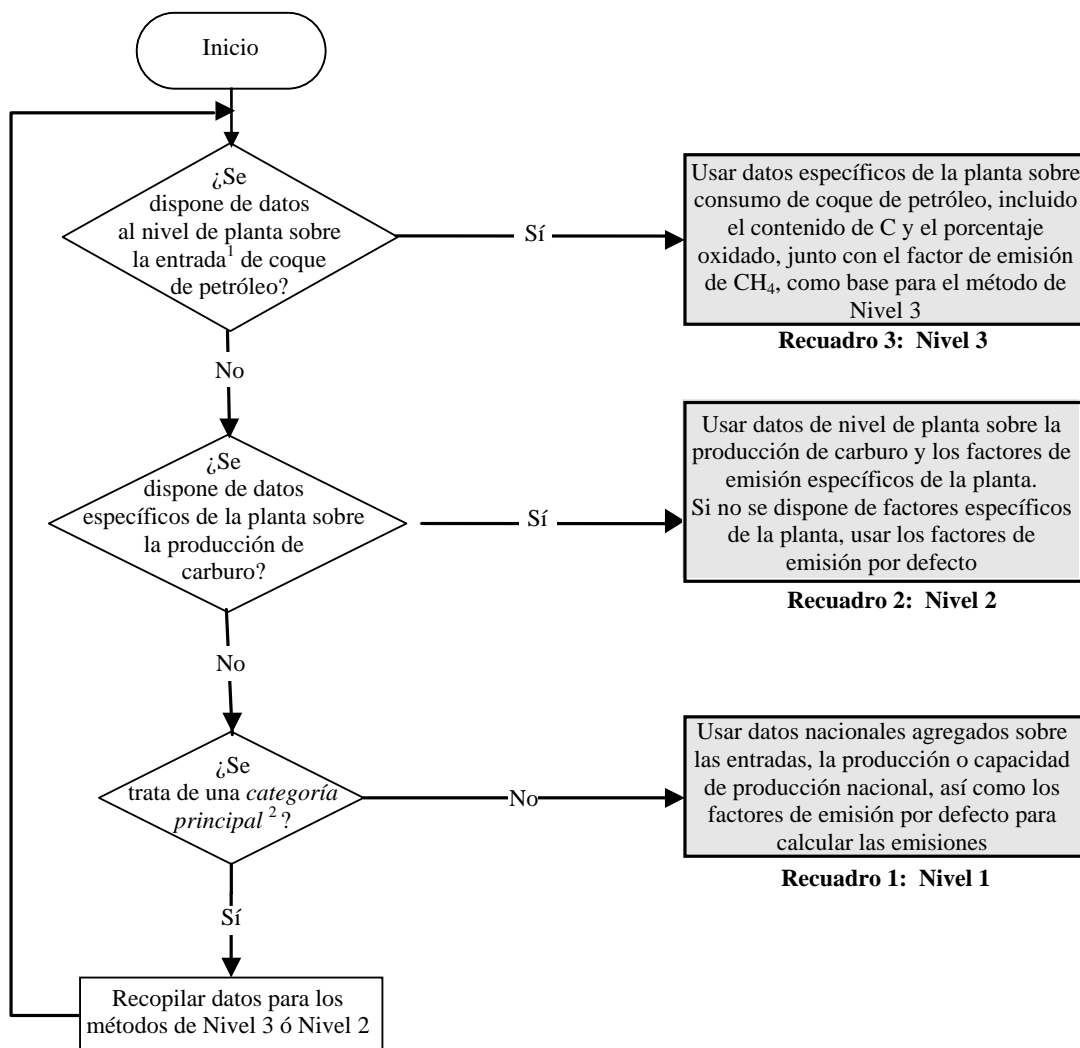 Inicio
¿Se
dispone de datos
al nivel de planta sobre
la entrada¹ de coque
de petróleo?
Sí
Usar datos específicos de la planta sobre
consumo de coque de petróleo, incluido
el contenido de C y el porcentaje
oxidado, junto con el factor de emisión
de CH₄, como base para el método de
Nivel 3
Recuadro 3: Nivel 3
No
¿Se
dispone de datos
específicos de la planta sobre
la producción de
carburo?
Sí
Usar datos de nivel de planta sobre la
producción de carburo y los factores de
emisión específicos de la planta.
Si no se dispone de factores específicos
de la planta, usar los factores de
emisión por defecto
Recuadro 2: Nivel 2
No
¿Se
trata de una categoría
principal ²?
No
Usar datos nacionales agregados sobre
las entradas, la producción o capacidad
de producción nacional, así como los
factores de emisión por defecto para
calcular las emisiones
Recuadro 1: Nivel 1
Sí
Recopilar datos para los
métodos de Nivel 3 ó Nivel 2